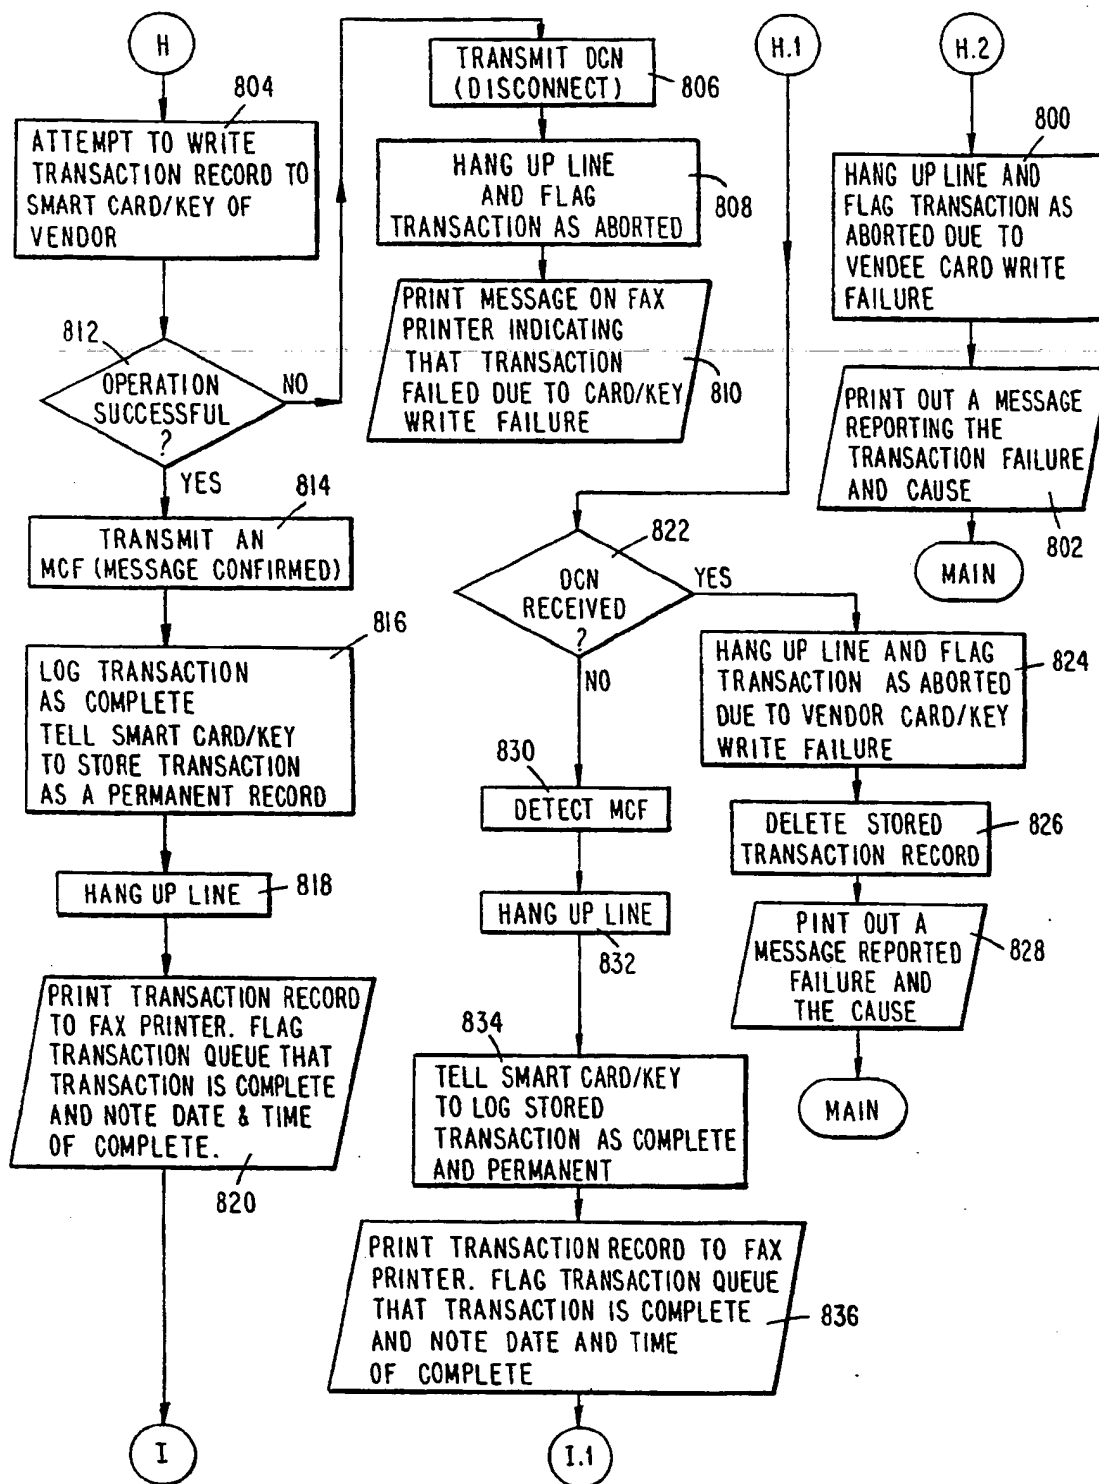 H
804
ATTEMPT TO WRITE
TRANSACTION RECORD TO
SMART CARD/KEY OF
VENDOR
812
OPERATION
SUCCESSFUL
?
NO
YES
814
TRANSMIT AN
MCF (MESSAGE CONFIRMED)
816
LOG TRANSACTION
AS COMPLETE
TELL SMART CARD/KEY
TO STORE TRANSACTION
AS A PERMANENT RECORD
HANG UP LINE
818
PRINT TRANSACTION RECORD
TO FAX PRINTER. FLAG
TRANSACTION QUEUE THAT
TRANSACTION IS COMPLETE
AND NOTE DATE & TIME
OF COMPLETE.
820
I
TRANSMIT DCN
(DISCONNECT)
806
HANG UP LINE
AND FLAG
TRANSACTION AS ABORTED
808
PRINT MESSAGE ON FAX
PRINTER INDICATING
THAT TRANSACTION
FAILED DUE TO CARD/KEY
WRITE FAILURE
810
H.1
822
DCN
RECEIVED
?
YES
NO
830
DETECT MCF
HANG UP LINE
832
834
TELL SMART CARD/KEY
TO LOG STORED
TRANSACTION AS COMPLETE
AND PERMANENT
PRINT TRANSACTION RECORD TO FAX
PRINTER. FLAG TRANSACTION QUEUE
THAT TRANSACTION IS COMPLETE
AND NOTE DATE AND TIME
OF COMPLETE
836
I.1
HANG UP LINE AND FLAG
TRANSACTION AS ABORTED
DUE TO VENDOR CARD/KEY
WRITE FAILURE
824
DELETE STORED
TRANSACTION RECORD
826
PINT OUT A
MESSAGE REPORTED
FAILURE AND
THE CAUSE
828
MAIN
H.2
800
HANG UP LINE AND
FLAG TRANSACTION AS
ABORTED DUE TO
VENDEE CARD WRITE
FAILURE
PRINT OUT A MESSAGE
REPORTING THE
TRANSACTION FAILURE
AND CAUSE
802
MAIN